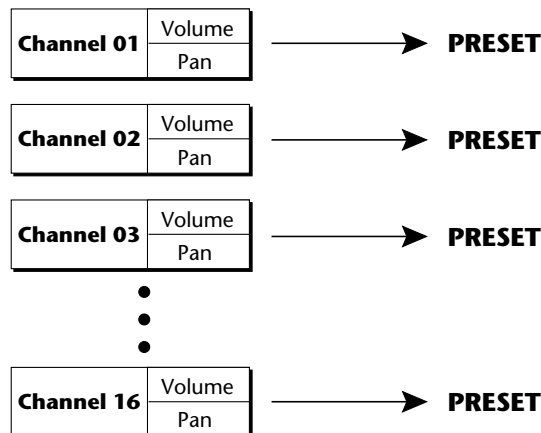 Channel 01 Volume PRESET
Pan
Channel 02 Volume PRESET
Pan
Channel 03 Volume PRESET
Pan
Channel 16 Volume PRESET
Pan